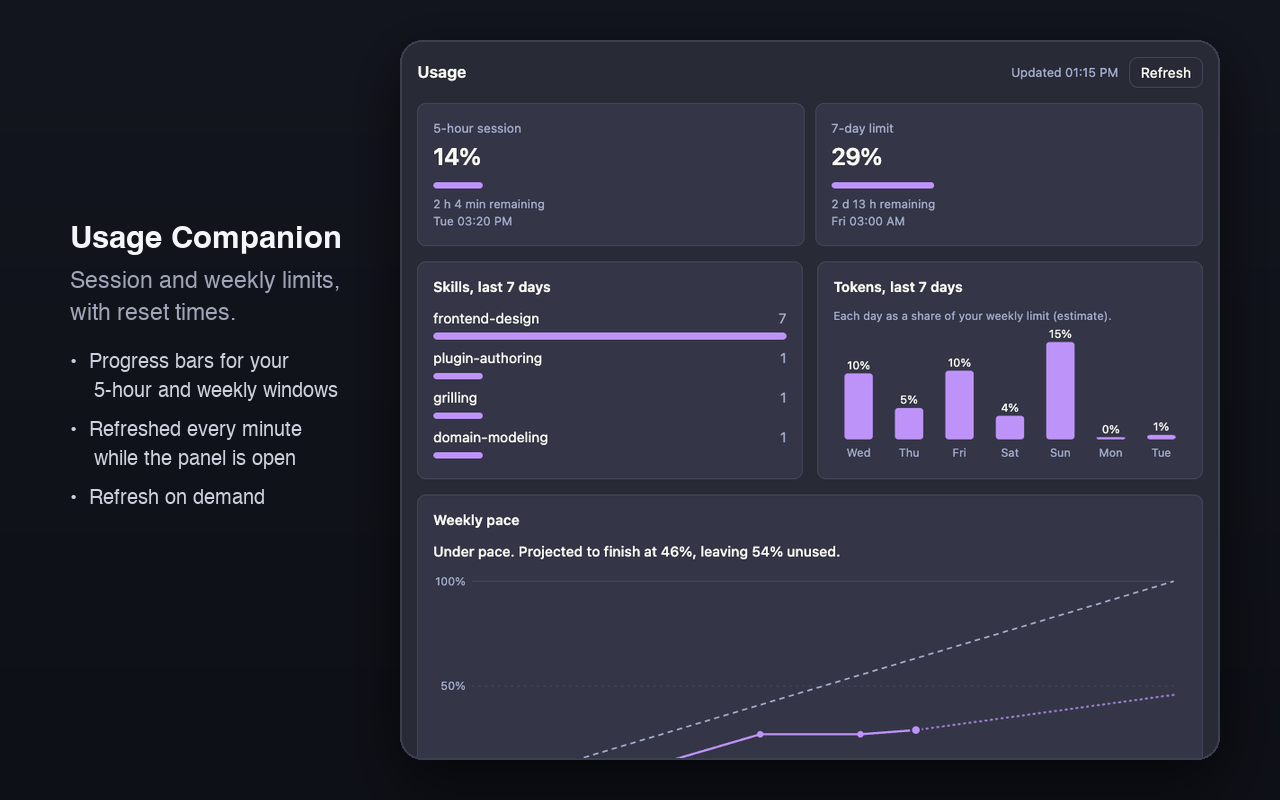 Usage Companion
Session and weekly limits,
with reset times.
• Progress bars for your
5-hour and weekly windows
• Refreshed every minute
while the panel is open
• Refresh on demand
Usage
Updated 01:15 PM
Refresh
5-hour session
14%
2 h 4 min remaining
Tue 03:20 PM
7-day limit
29%
2 d 13 h remaining
Fri 03:00 AM
Skills, last 7 days
frontend-design 7
plugin-authoring 1
grilling 1
domain-modeling 1
Tokens, last 7 days
Each day as a share of your weekly limit (estimate).
10% 5% 10% 4% 15% 0% 1%
Wed Thu Fri Sat Sun Mon Tue
Weekly pace
Under pace. Projected to finish at 46%, leaving 54% unused.
100%
50%